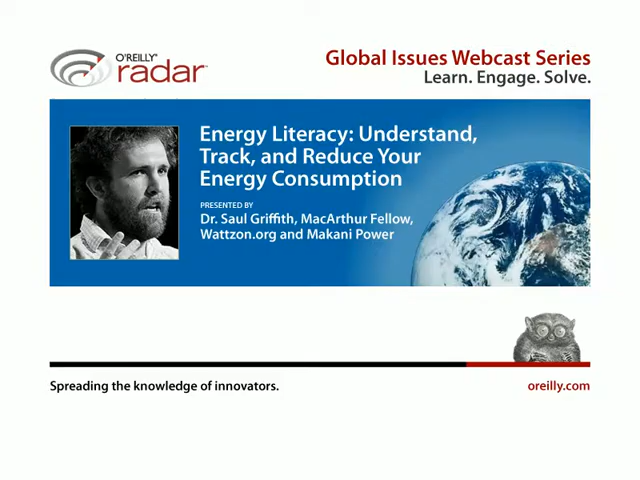 O'REILLY®
radar
Global Issues Webcast Series
Learn. Engage. Solve.
Energy Literacy: Understand,
Track, and Reduce Your
Energy Consumption
PRESENTED BY
Dr. Saul Griffith, MacArthur Fellow,
Wattzon.org and Makani Power
Spreading the knowledge of innovators.
oreilly.com